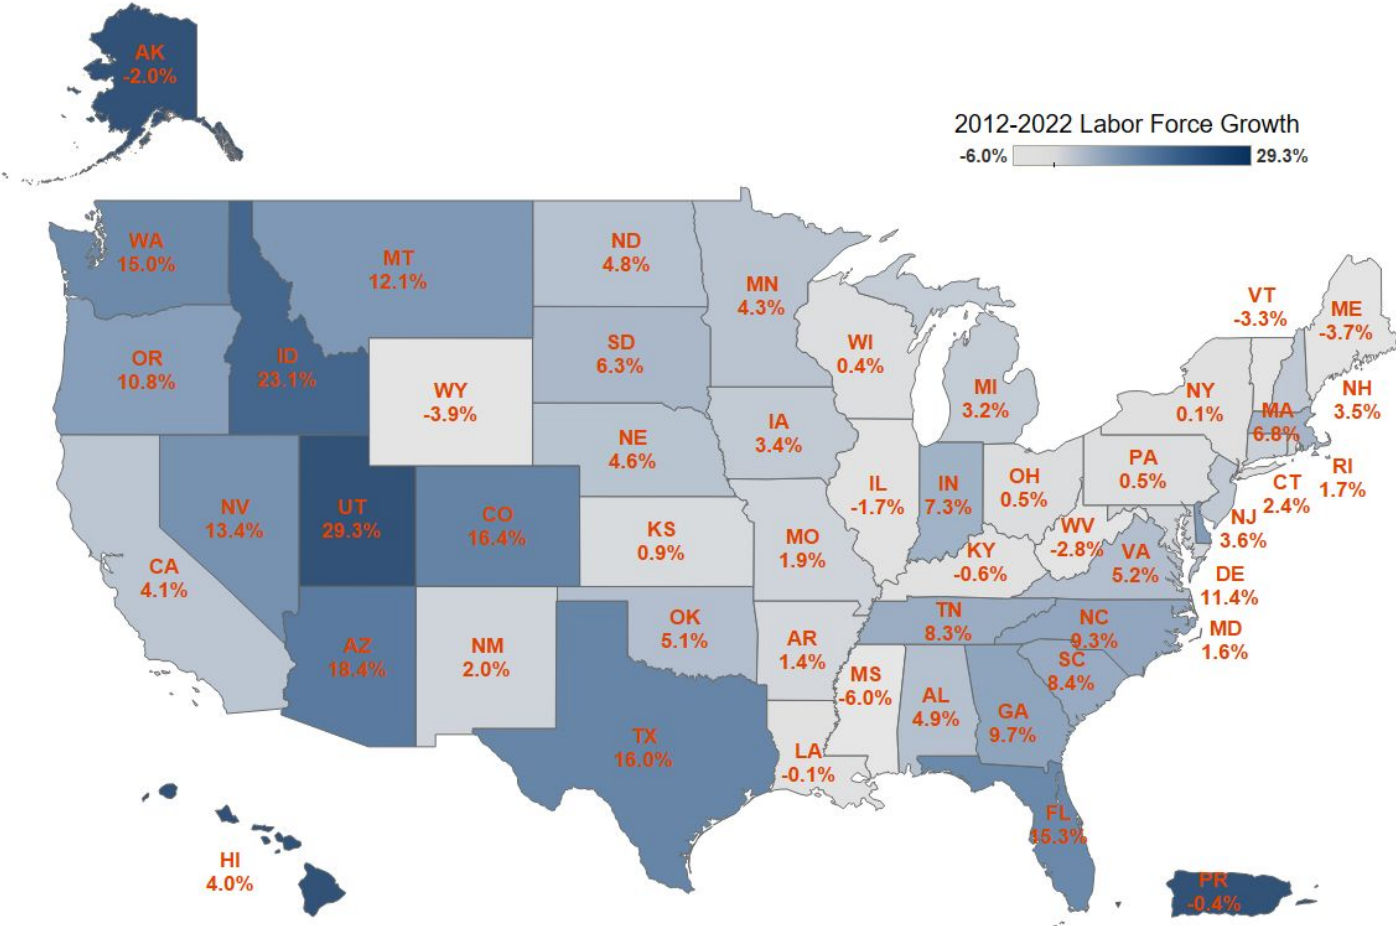 AK
-2.0%
2012-2022 Labor Force Growth
-6.0% 29.3%
WA
15.0%
MT
12.1%
ND
4.8%
MN
4.3%
VT
-3.3%
ME
-3.7%
OR
10.8%
ID
23.1%
WY
-3.9%
SD
6.3%
WI
0.4%
MI
3.2%
NY
0.1%
NH
3.5%
MA
6.8%
NE
4.6%
IA
3.4%
PA
0.5%
RI
1.7%
CT
2.4%
NV
13.4%
UT
29.3%
CO
16.4%
KS
0.9%
MO
1.9%
IL
-1.7%
IN
7.3%
OH
0.5%
WV
-2.8%
NJ
3.6%
CA
4.1%
KY
-0.6%
VA
5.2%
DE
11.4%
AZ
18.4%
NM
2.0%
OK
5.1%
AR
1.4%
TN
8.3%
NC
9.3%
MD
1.6%
MS
-6.0%
AL
4.9%
SC
8.4%
GA
9.7%
TX
16.0%
LA
-0.1%
FL
15.3%
HI
4.0%
PR
-0.4%